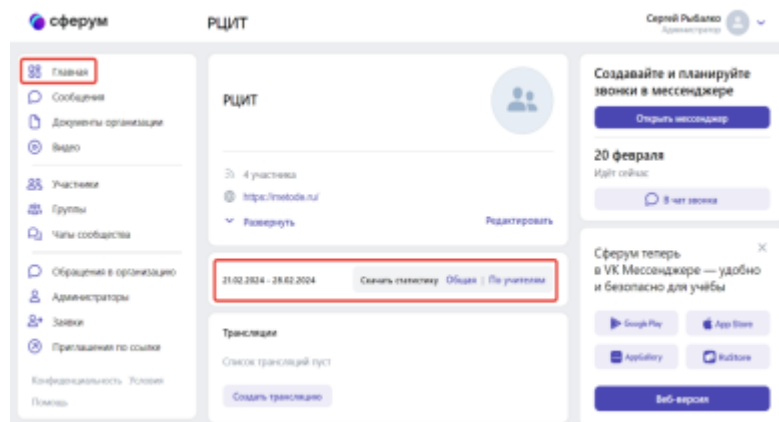 сферум
РЦИТ
Сергей Рыбалко
Администратор
Главная
Сообщения
Документы организации
Видео
Участники
Группы
Чаты сообщества
Обращения в организацию
Администраторы
Заявки
Приглашения по ссылке
Конфиденциальность Условия
Помощь
РЦИТ
4 участника
https://metode.ru/
Развернуть
Редактировать
21.02.2024 - 28.02.2024
Скачать статистику Общая | По учителям
Трансляции
Список трансляций пуст
Создать трансляцию
Создавайте и планируйте
звонки в мессенджере
Открыть мессенджер
20 февраля
Идёт сейчас
В чат звонка
Сферум теперь
в VK Мессенджере — удобно
и безопасно для учёбы
Google Play
App Store
AppGallery
RuStore
Веб-версия